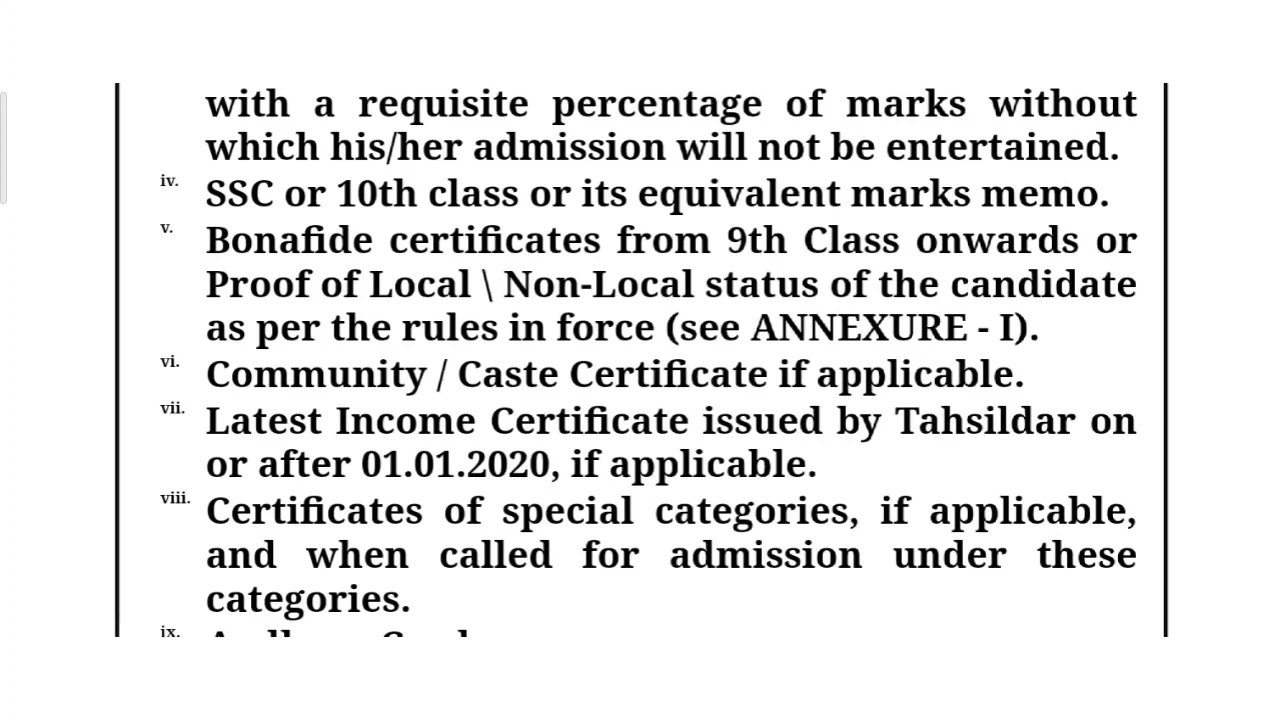 with a requisite percentage of marks without
which his/her admission will not be entertained.
iv. SSC or 10th class or its equivalent marks memo.
v. Bonafide certificates from 9th Class onwards or
Proof of Local \ Non-Local status of the candidate
as per the rules in force (see ANNEXURE - I).
vi. Community / Caste Certificate if applicable.
vii. Latest Income Certificate issued by Tahsildar on
or after 01.01.2020, if applicable.
viii. Certificates of special categories, if applicable,
and when called for admission under these
categories.
ix.